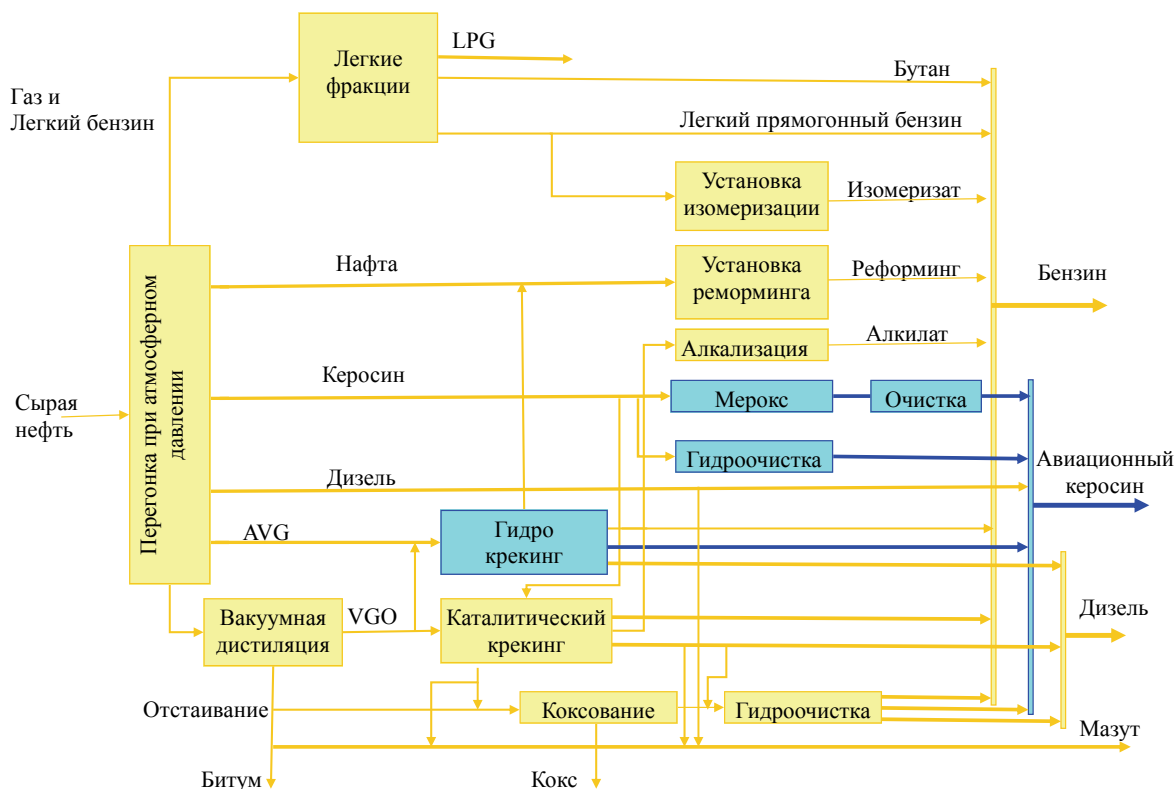 LPG
Легкие
фракции
Бутан
Газ и
Легкий бензин
Легкий прямогонный бензин
Установка
изомеризации
Изомеризат
Нафта
Установка
реморминга
Реформинг
Бензин
Алкализация
Алкилат
Перегонка при атмосферном
давлении
Керосин
Сырая
нефть
Мерокс
Очистка
Гидроочистка
Авиационный
керосин
Дизель
AVG
Гидро
крекинг
Вакуумная
дистиляция
VGO
Каталитический
крекинг
Дизель
Отстаивание
Коксование
Гидроочистка
Мазут
Битум
Кокс